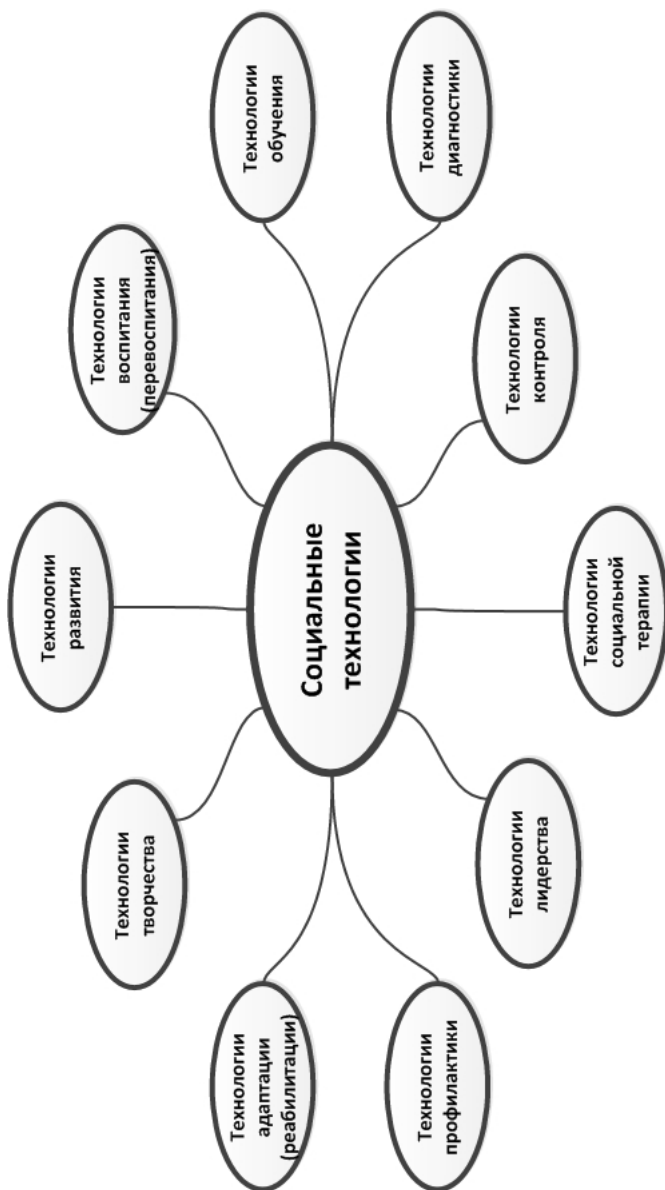 Технологии
развития
Технологии
творчества
Технологии
воспитания
(перевоспитания)
Технологии
адаптации
(реабилитации)
Технологии
обучения
Социальные
технологии
Технологии
профилактики
Технологии
диагностики
Технологии
лидерства
Технологии
контроля
Технологии
социальной
терапии